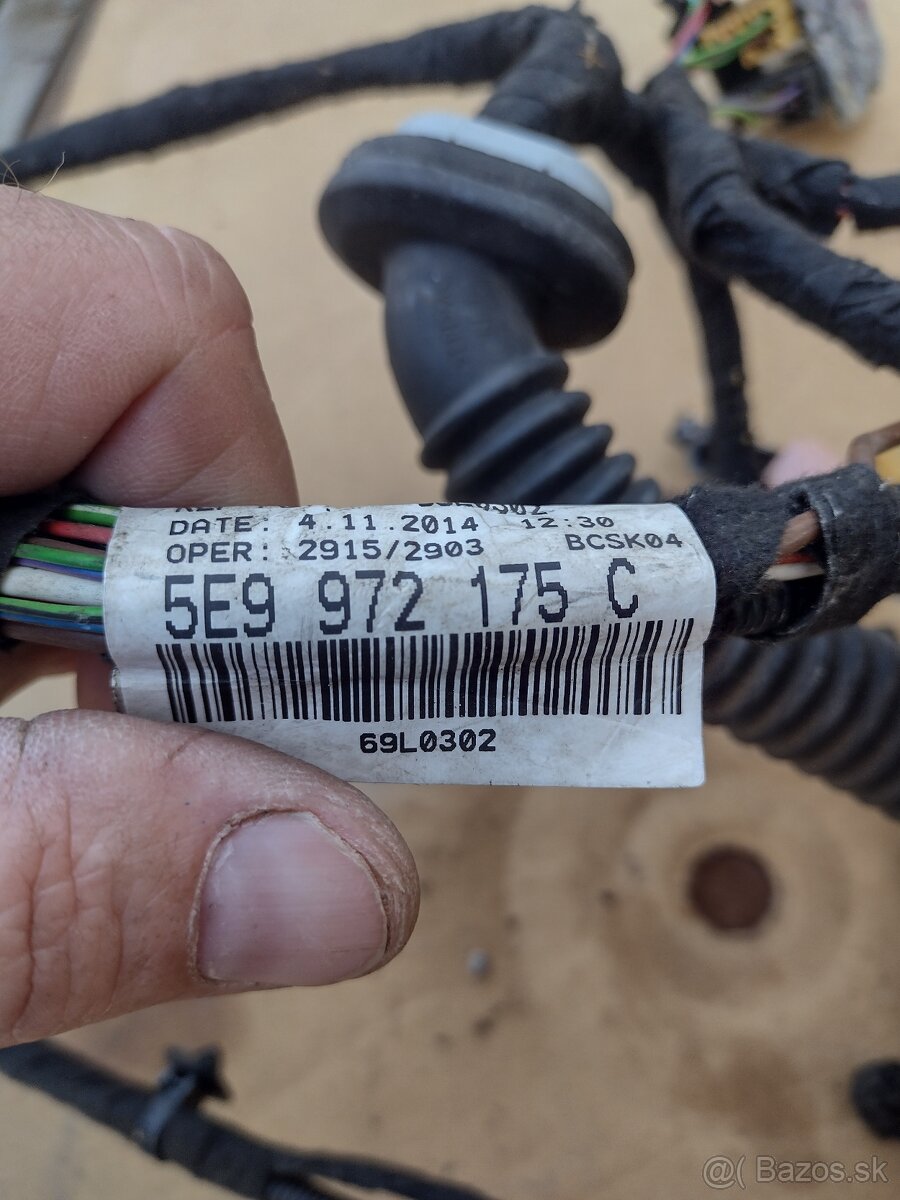 DATE: 4.11.2014 12:30
OPER: 2915/2903 BCSK04
5E9 972 175 C
69L0302
@( Bazos.sk